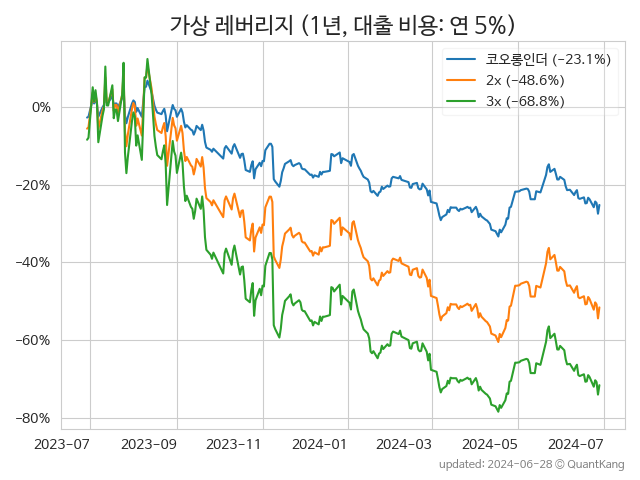 가상 레버리지 (1년, 대출 비용: 연 5%)
코오롱인더 (−23.1%)
2x (−48.6%)
3x (−68.8%)
0%
−20%
−40%
−60%
−80%
2023-07 2023-09 2023-11 2024-01 2024-03 2024-05 2024-07
updated: 2024-06-28 © QuantKang